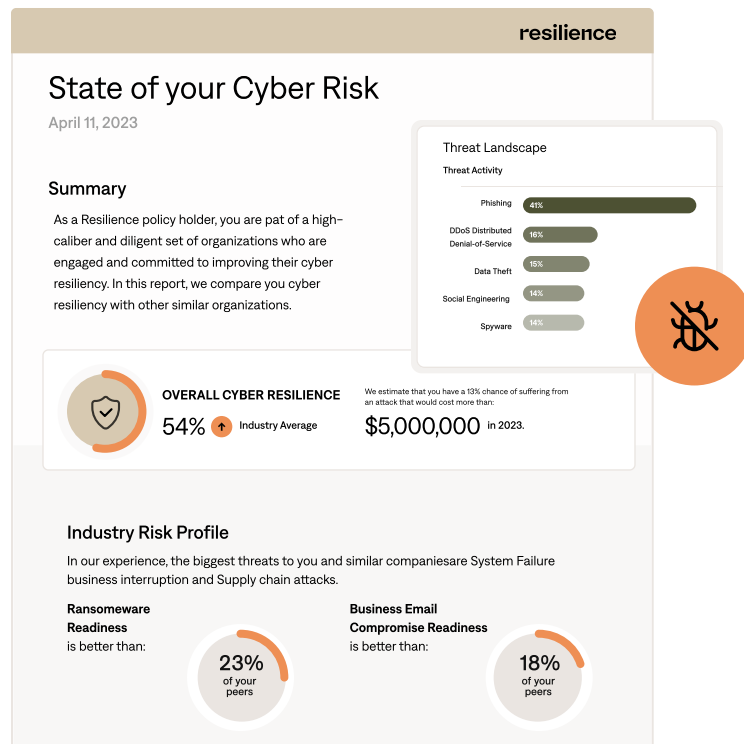 resilience
State of your Cyber Risk
April 11, 2023
Summary
As a Resilience policy holder, you are pat of a high–
caliber and diligent set of organizations who are
engaged and committed to improving their cyber
resiliency. In this report, we compare you cyber
resiliency with other similar organizations.
Threat Landscape
Threat Activity
Phishing 41%
DDoS Distributed
Denial-of-Service 16%
Data Theft 15%
Social Engineering 14%
Spyware 14%
OVERALL CYBER RESILIENCE
54% Industry Average
We estimate that you have a 13% chance of suffering from
an attack that would cost more than:
$5,000,000 in 2023.
Industry Risk Profile
In our experience, the biggest threats to you and similar companiesare System Failure
business interruption and Supply chain attacks.
Ransomeware
Readiness
is better than:
23%
of your
peers
Business Email
Compromise Readiness
is better than:
18%
of your
peers